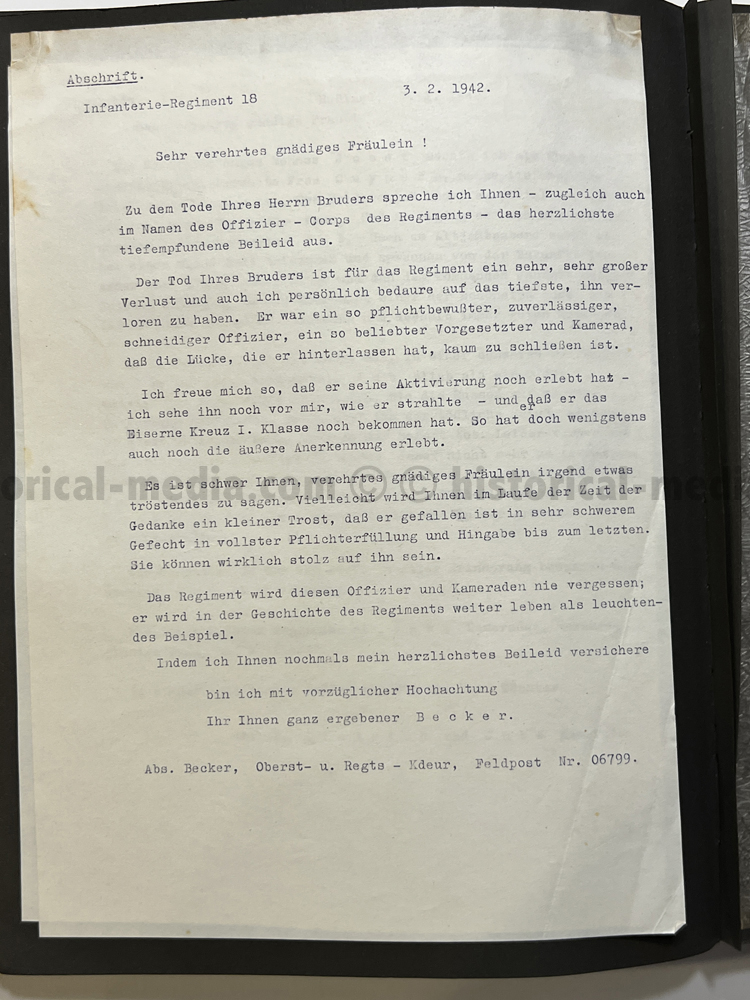 Abschrift.
Infanterie-Regiment 18
3. 2. 1942.
Sehr verehrtes gnädiges Fräulein !
Zu dem Tode Ihres Herrn Bruders spreche ich Ihnen - zugleich auch
im Namen des Offizier - Corps des Regiments - das herzlichste
tiefempfundene Beileid aus.
Der Tod Ihres Bruders ist für das Regiment ein sehr, sehr großer
Verlust und auch ich persönlich bedaure auf das tiefste, ihn ver-
loren zu haben. Er war ein so pflichtbewußter, zuverlässiger,
schneidiger Offizier, ein so beliebter Vorgesetzter und Kamerad,
daß die Lücke, die er hinterlassen hat, kaum zu schließen ist.
Ich freue mich so, daß er seine Aktivierung noch erlebt hat -
ich sehe ihn noch vor mir, wie er strahlte - und daß er das
er
Eiserne Kreuz I. Klasse noch bekommen hat. So hat doch wenigstens
auch noch die äußere Anerkennung erlebt.
Es ist schwer Ihnen, verehrtes gnädiges Fräulein irgend etwas
tröstendes zu sagen. Vielleicht wird Ihnen im Laufe der Zeit der
Gedanke ein kleiner Trost, daß er gefallen ist in sehr schwerem
Gefecht in vollster Pflichterfüllung und Hingabe bis zum letzten.
Sie können wirklich stolz auf ihn sein.
Das Regiment wird diesen Offizier und Kameraden nie vergessen;
er wird in der Geschichte des Regiments weiter leben als leuchten-
des Beispiel.
Indem ich Ihnen nochmals mein herzlichstes Beileid versichere
bin ich mit vorzüglicher Hochachtung
Ihr Ihnen ganz ergebener B e c k e r.
Abs. Becker, Oberst- u. Regts - Kdeur, Feldpost Nr. 06799.
orical-media.com © historical-medi